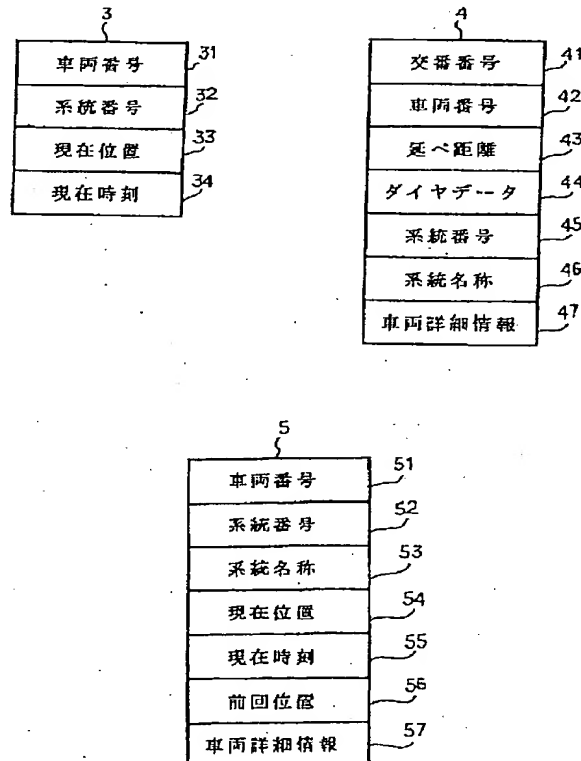 3
車両番号 31
系統番号 32
現在位置 33
現在時刻 34
4
交番番号 41
車両番号 42
延べ距離 43
ダイヤデータ 44
系統番号 45
系統名称 46
車両詳細情報 47
5
車両番号 51
系統番号 52
系統名称 53
現在位置 54
現在時刻 55
前回位置 56
車両詳細情報 57